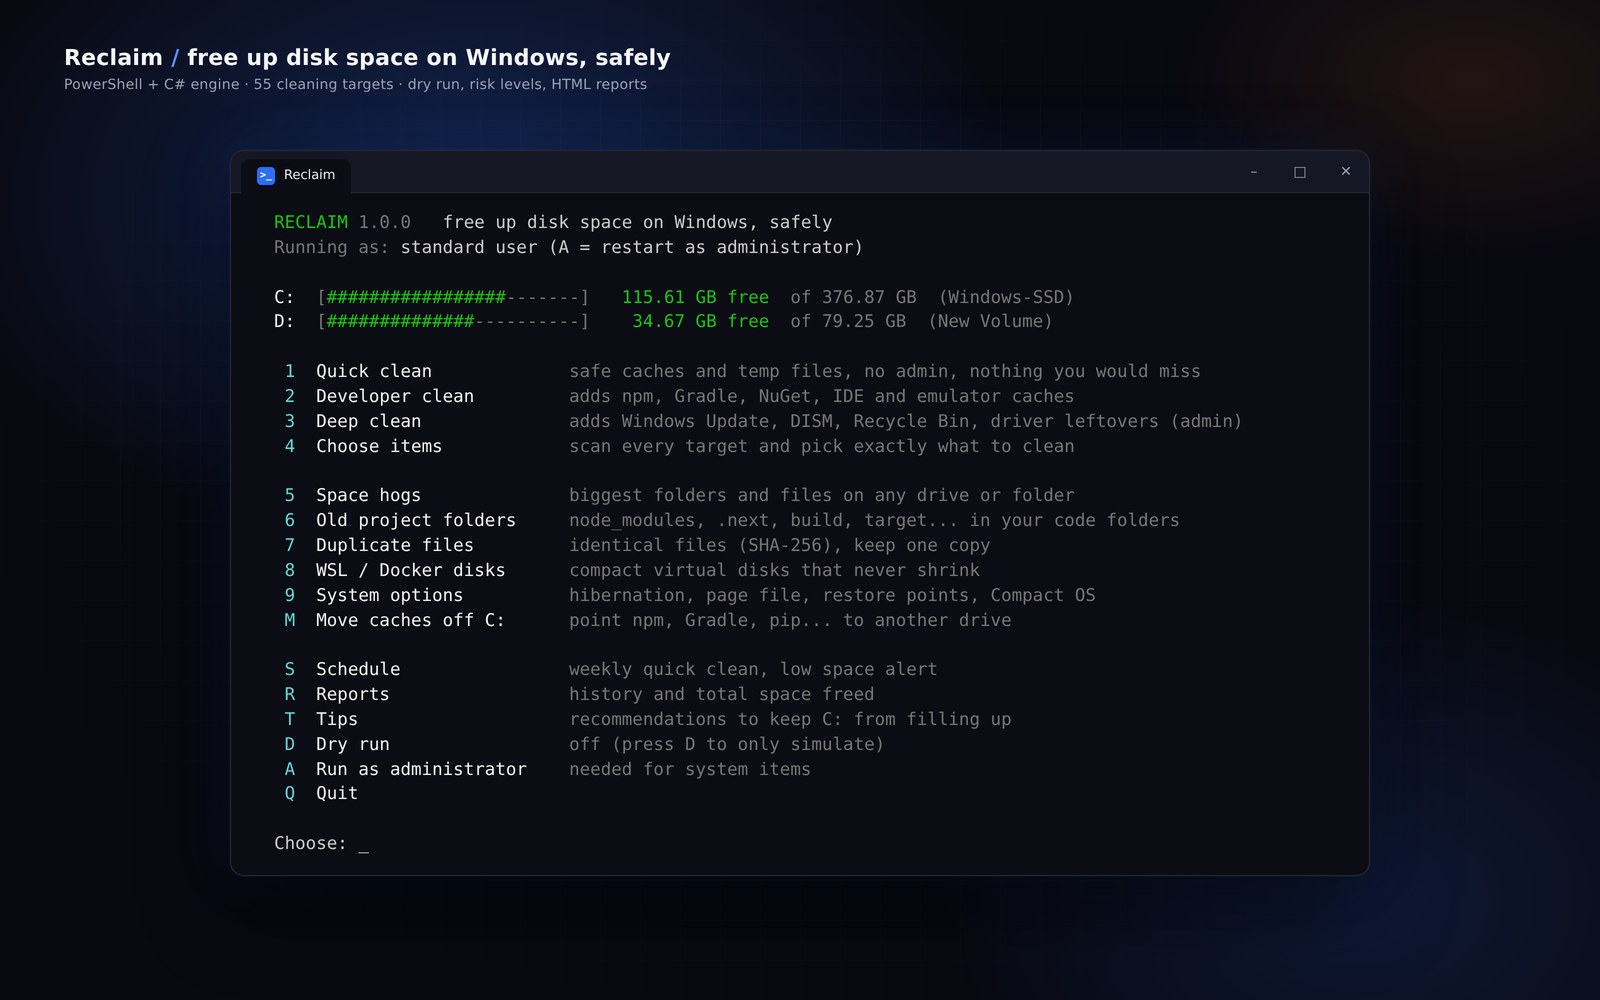 Reclaim / free up disk space on Windows, safely
PowerShell + C# engine · 55 cleaning targets · dry run, risk levels, HTML reports
>_ Reclaim
RECLAIM 1.0.0 free up disk space on Windows, safely
Running as: standard user (A = restart as administrator)
C: [#################-------] 115.61 GB free of 376.87 GB (Windows-SSD)
D: [##############----------] 34.67 GB free of 79.25 GB (New Volume)
1 Quick clean safe caches and temp files, no admin, nothing you would miss
2 Developer clean adds npm, Gradle, NuGet, IDE and emulator caches
3 Deep clean adds Windows Update, DISM, Recycle Bin, driver leftovers (admin)
4 Choose items scan every target and pick exactly what to clean
5 Space hogs biggest folders and files on any drive or folder
6 Old project folders node_modules, .next, build, target... in your code folders
7 Duplicate files identical files (SHA-256), keep one copy
8 WSL / Docker disks compact virtual disks that never shrink
9 System options hibernation, page file, restore points, Compact OS
M Move caches off C: point npm, Gradle, pip... to another drive
S Schedule weekly quick clean, low space alert
R Reports history and total space freed
T Tips recommendations to keep C: from filling up
D Dry run off (press D to only simulate)
A Run as administrator needed for system items
Q Quit
Choose: _